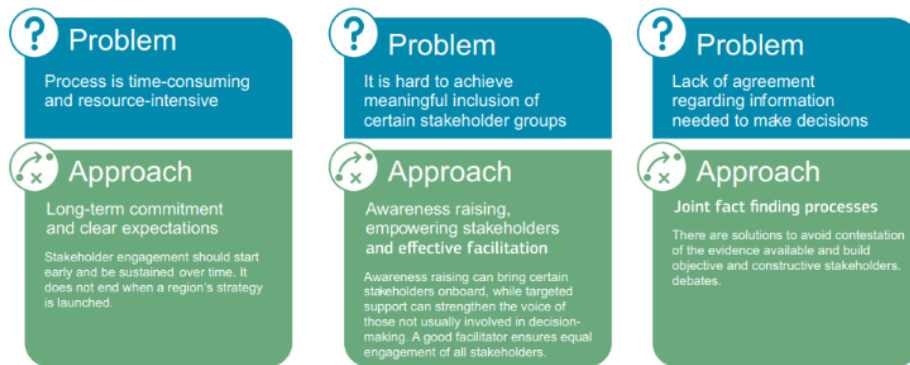 ?
Problem
Process is time-consuming
and resource-intensive
Approach
Long-term commitment
and clear expectations
Stakeholder engagement should start
early and be sustained over time. It
does not end when a region's strategy
is launched.
?
Problem
It is hard to achieve
meaningful inclusion of
certain stakeholder groups
Approach
Awareness raising,
empowering stakeholders
and effective facilitation
Awareness raising can bring certain
stakeholders onboard, while targeted
support can strengthen the voice of
those not usually involved in decision-
making. A good facilitator ensures equal
engagement of all stakeholders.
?
Problem
Lack of agreement
regarding information
needed to make decisions
Approach
Joint fact finding processes
There are solutions to avoid contestation
of the evidence available and build
objective and constructive stakeholders.
debates.